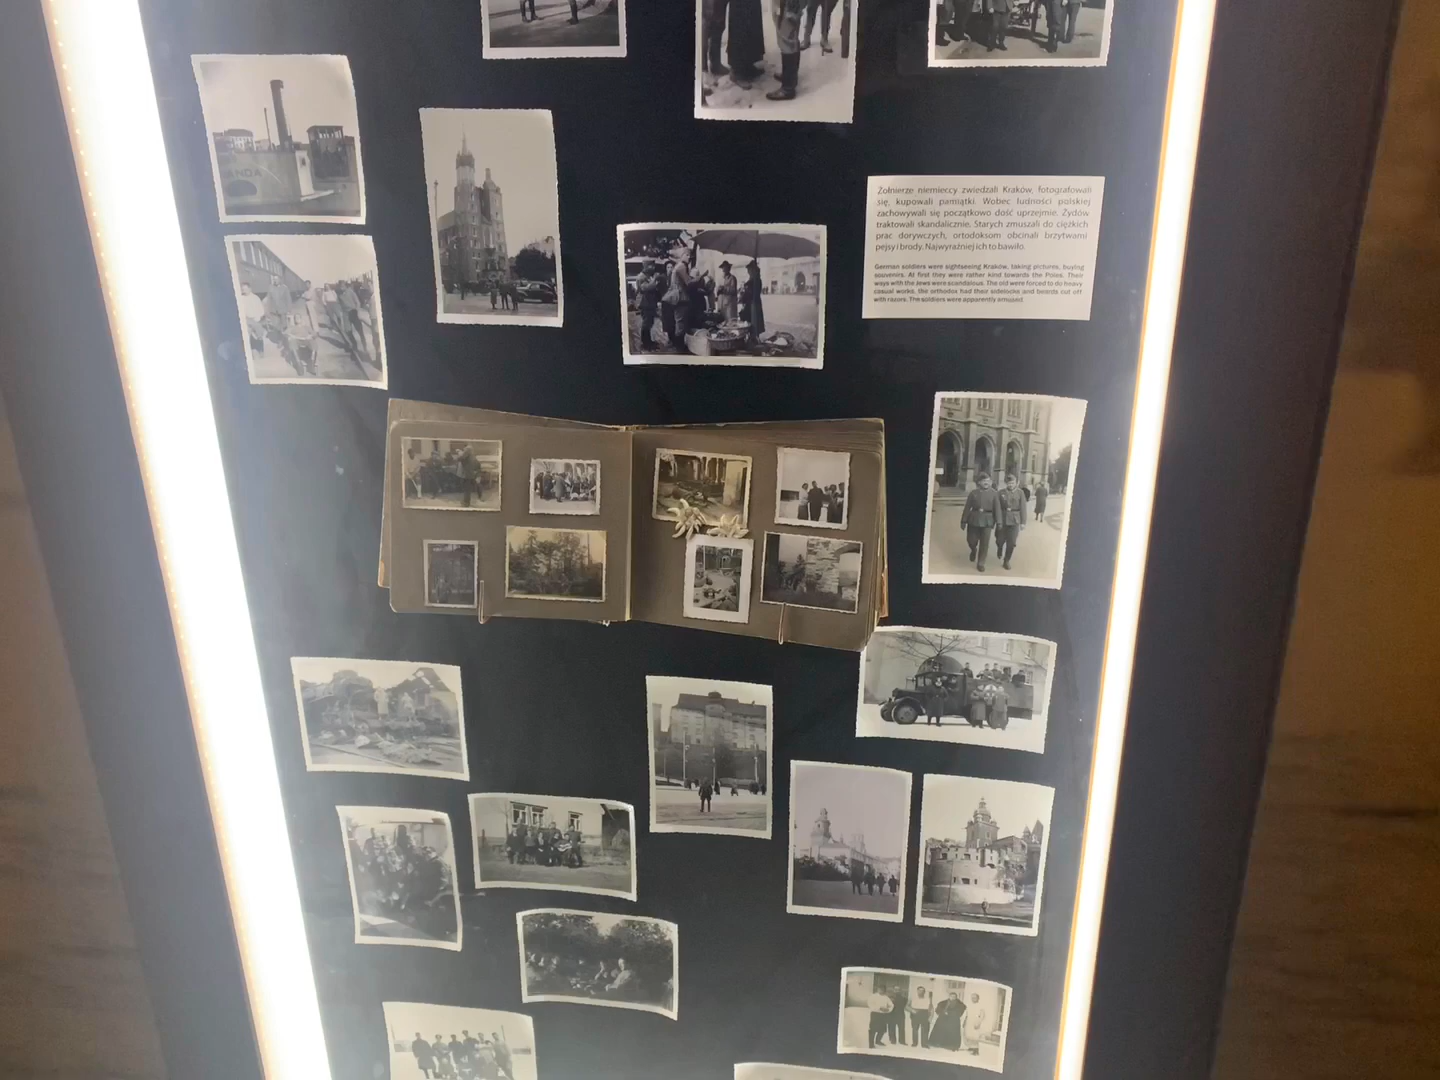 ANDA
Żołnierze niemieccy zwiedzali Kraków, fotografowali
się, kupowali pamiątki. Wobec ludności polskiej
zachowywali się początkowo dość uprzejmie. Żydów
traktowali skandalicznie. Starych zmuszali do ciężkich
prac dorywczych, ortodoksom obcinali brzytwami
pejsy i brody. Najwyraźniej ich to bawiło.
German soldiers were sightseeing Kraków, taking pictures, buying
souvenirs. At first they were rather kind towards the Poles. Their
ways with the Jews were scandalous. The old were forced to do heavy
casual works, the orthodox had their sidelocks and beards cut off
with razors. The soldiers were apparently amused.